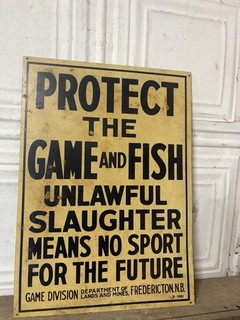 PROTECT
THE
GAME AND FISH
UNLAWFUL
SLAUGHTER
MEANS NO SPORT
FOR THE FUTURE
GAME DIVISION DEPARTMENT OF LANDS AND MINES, FREDERICTON, N.B.